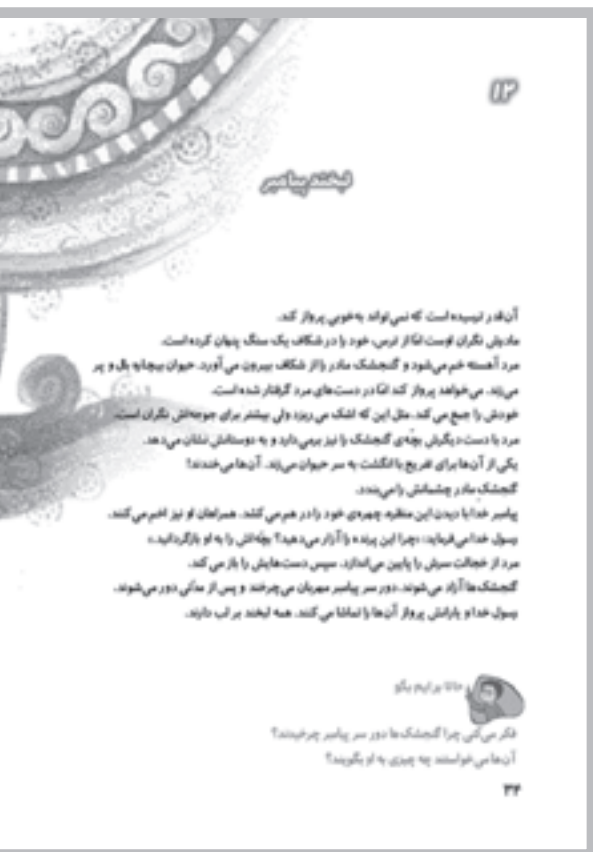 ۱۲
لبخند پیامبر
آن‌قدر ترسیده است که نمی‌تواند به‌خوبی پرواز کند.
مادرش نگران اوست امّا از ترس، خود را در شکاف یک سنگ پنهان کرده است.
مرد آهسته خم می‌شود و گنجشک مادر را از شکاف بیرون می‌آورد. حیوان بیچاره بال و پر
می‌زند. می‌خواهد پرواز کند امّا در دست‌های مرد گرفتار شده است.
خودش را جمع می‌کند. مثل این که اشک می‌ریزد ولی بیشتر برای جوجه‌اش نگران است.
مرد با دست دیگرش بچّه‌ی گنجشک را نیز برمی‌دارد و به دوستانش نشان می‌دهد.
یکی از آن‌ها برای تفریح با انگشت به سر حیوان می‌زند. آن‌ها می‌خندند!
گنجشک مادر چشمانش را می‌بندد.
پیامبر خدا با دیدن این منظره، چهره‌ی خود را در هم می‌کشد. همراهان او نیز اخم می‌کنند.
رسول خدا می‌فرماید: «چرا این پرنده را آزار می‌دهید؟ بچّه‌اش را به او بازگردانید.»
مرد از خجالت سرش را پایین می‌اندازد. سپس دست‌هایش را باز می‌کند.
گنجشک‌ها آزاد می‌شوند. دور سر پیامبر مهربان می‌چرخند و پس از مدّتی دور می‌شوند.
رسول خدا و یارانش پرواز آن‌ها را تماشا می‌کنند. همه لبخند بر لب دارند.
حالا برایم بگو
فکر می‌کنی چرا گنجشک‌ها دور سر پیامبر چرخیدند؟
آن‌ها می‌خواستند چه چیزی به او بگویند؟
۳۴